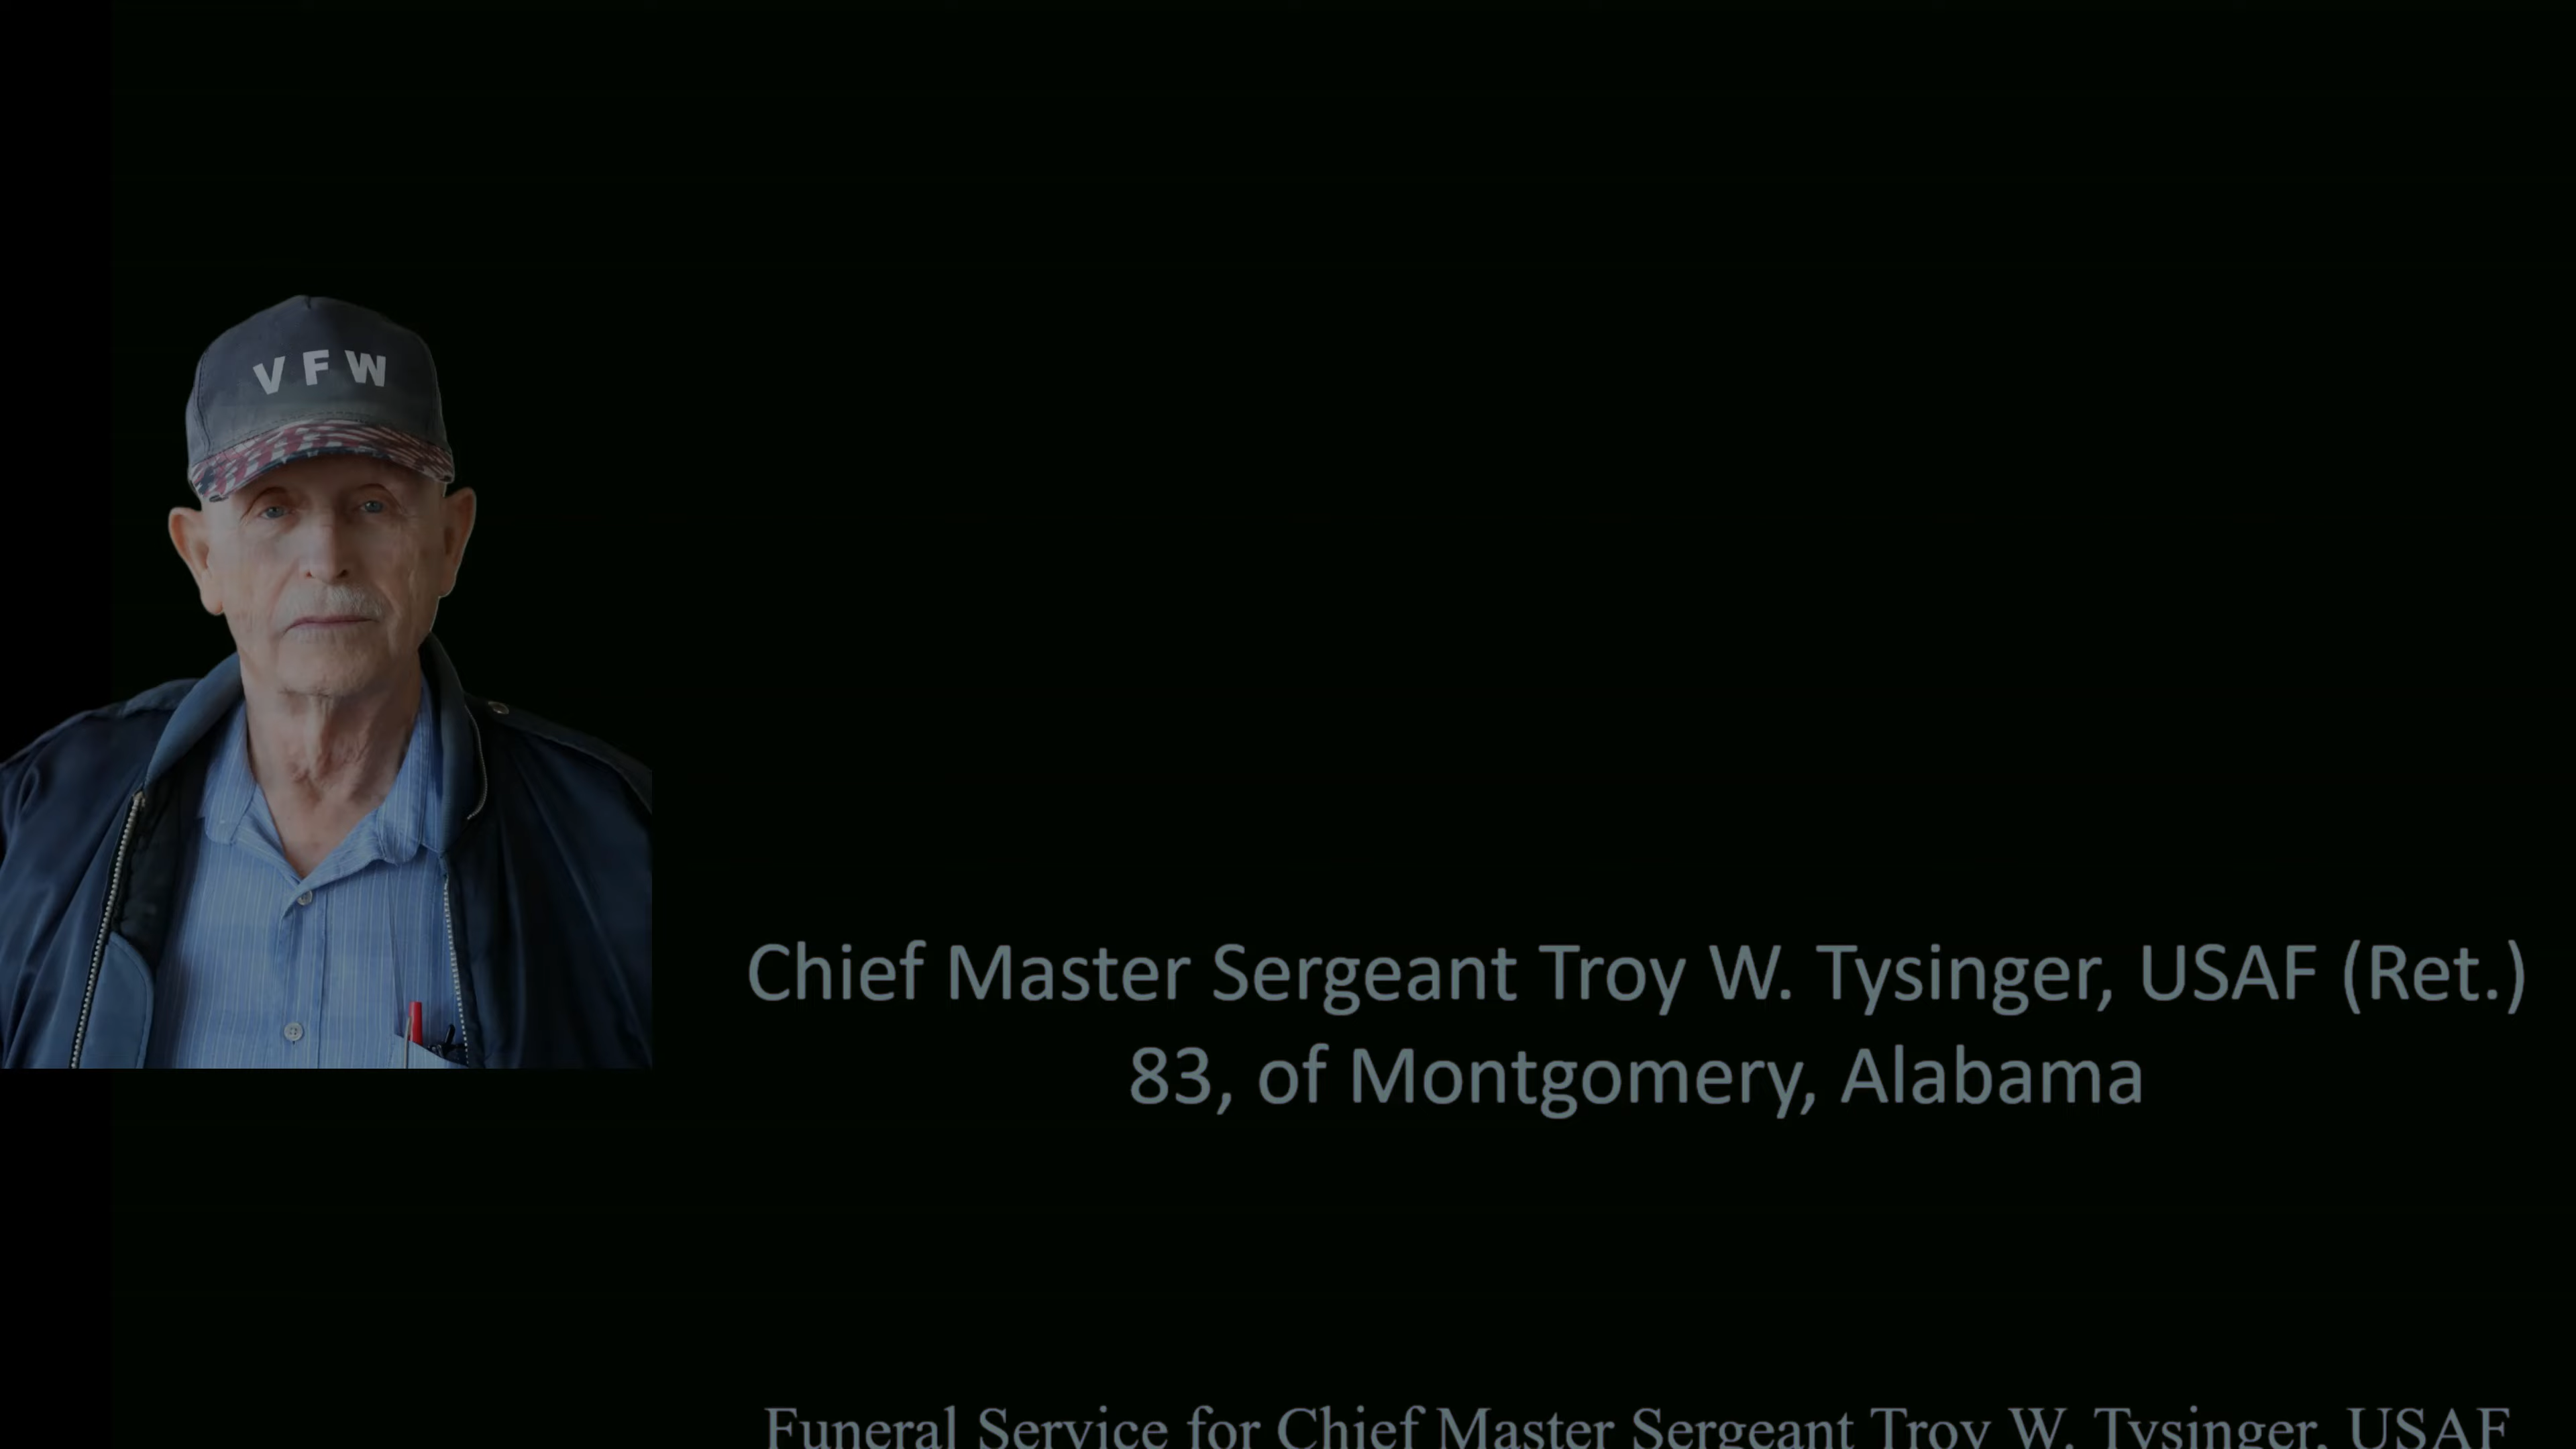 VFW
Chief Master Sergeant Troy W. Tysinger, USAF (Ret.)
83, of Montgomery, Alabama
Funeral Service for Chief Master Sergeant Troy W. Tysinger, USAF